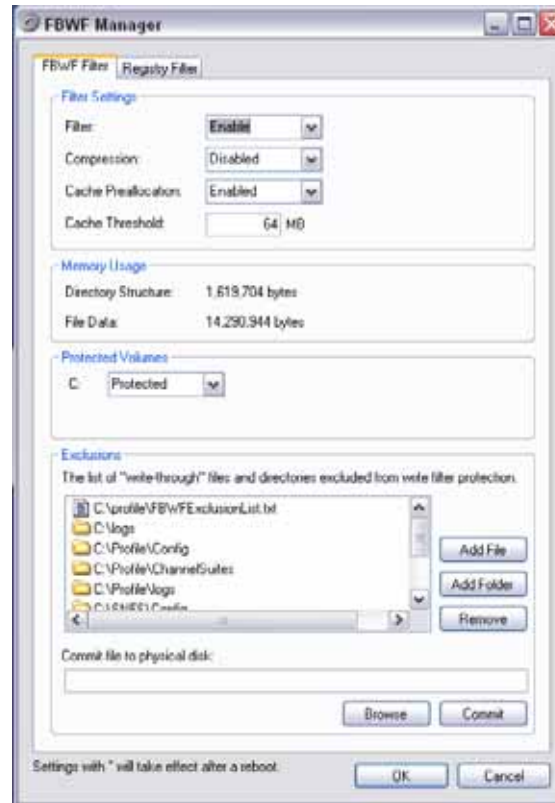 FBWF Manager
FBWF Filter Registry Filter
Filter Settings
Filter: Enable
Compression: Disabled
Cache Preallocation: Enabled
Cache Threshold: 64 MB
Memory Usage
Directory Structure: 1,619,704 bytes
File Data: 14,290,944 bytes
Protected Volumes
C: Protected
Exclusions
The list of "write-through" files and directories excluded from write filter protection.
C:\profile\FBWFExclusionList.txt
C:\logs
C:\Profile\Config
C:\Profile\ChannelSuites
C:\Profile\logs
Add File
Add Folder
Remove
Commit file to physical disk:
Browse Commit
Settings with * will take effect after a reboot.
OK Cancel